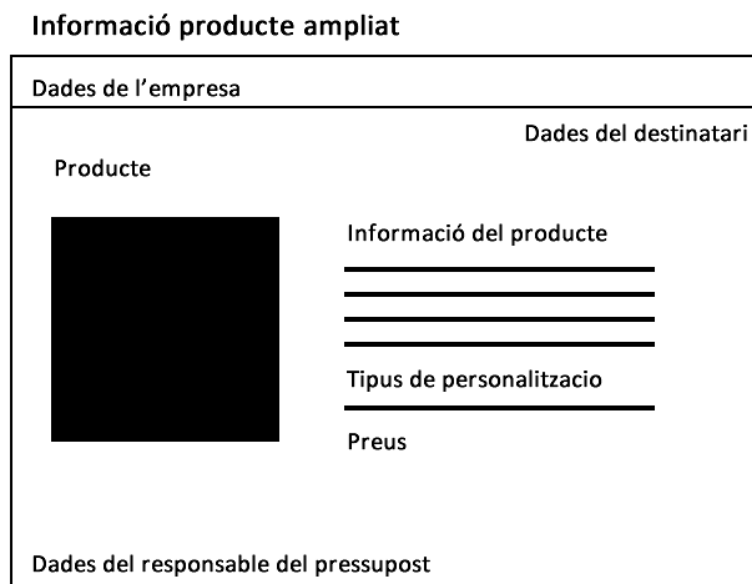 Informació producte ampliat
Dades de l’empresa
Dades del destinatari
Producte
Informació del producte
Tipus de personalitzacio
Preus
Dades del responsable del pressupost